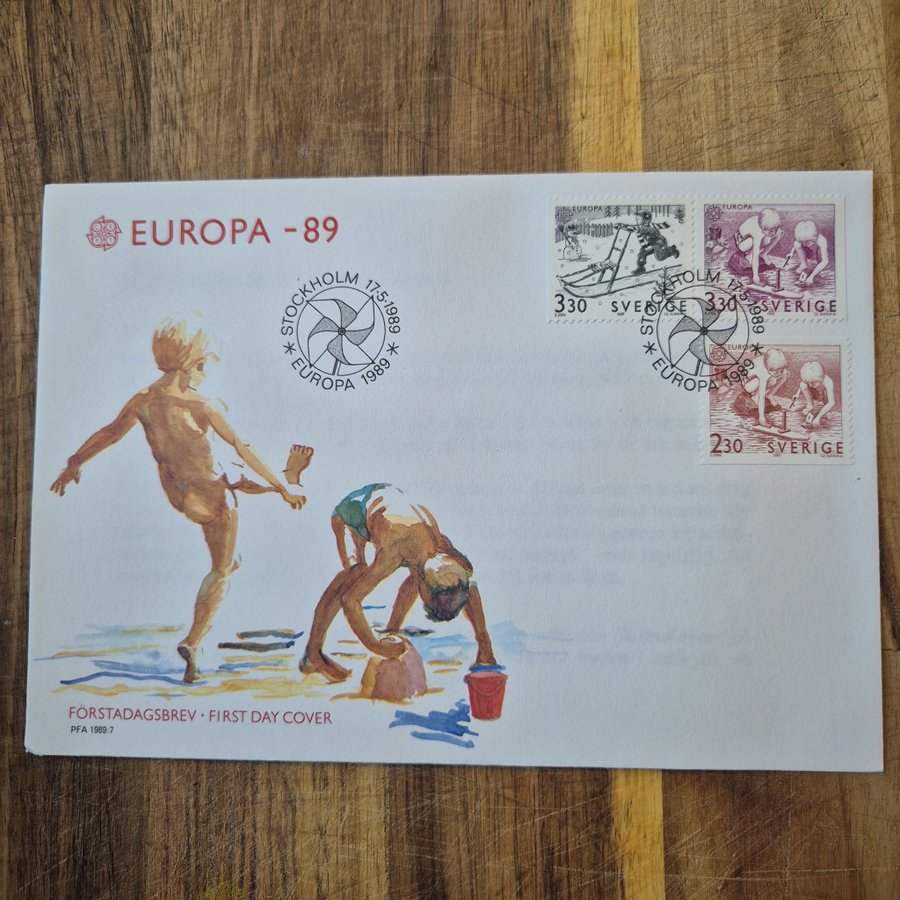 EUROPA -89
STOCKHOLM 17·5·1989
* EUROPA 1989 *
EUROPA
3,30 SVERIGE
EUROPA
3,30 SVERIGE
STOCKHOLM 17·5·1989
* EUROPA 1989 *
EUROPA
2,30 SVERIGE
FÖRSTADAGSBREV · FIRST DAY COVER
PFA 1989:7